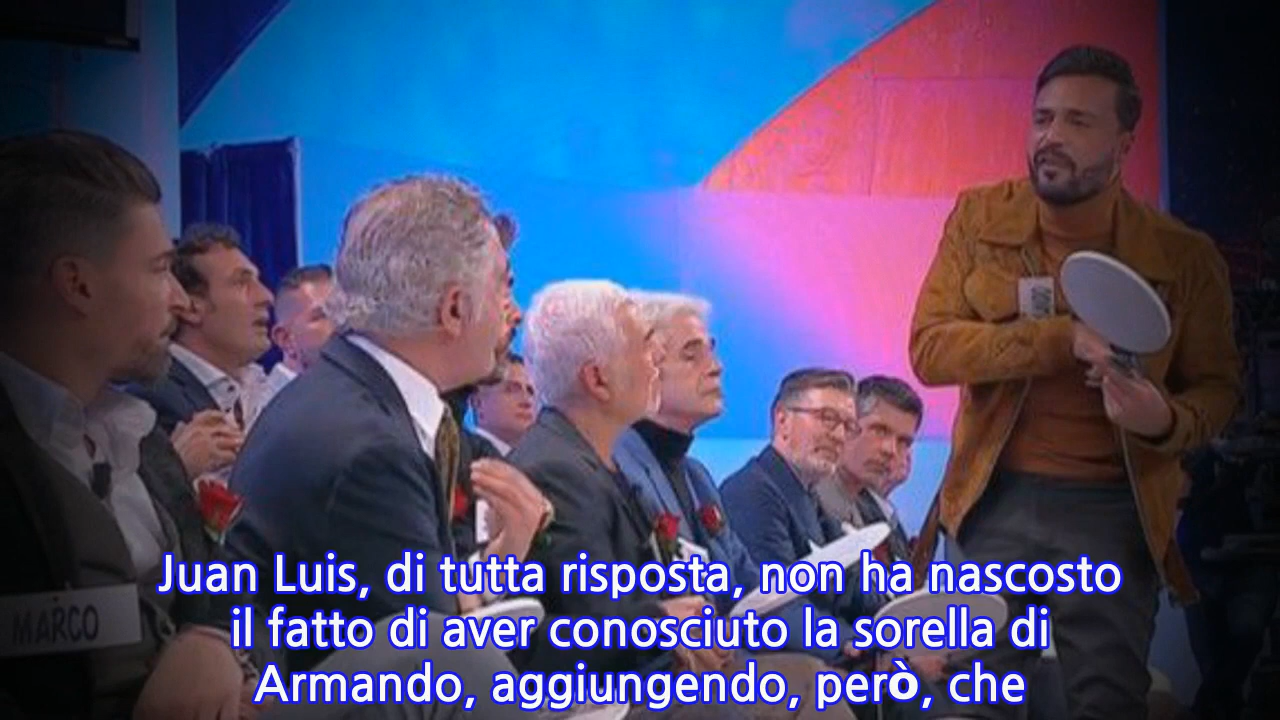 MARCO
Juan Luis, di tutta risposta, non ha nascosto
il fatto di aver conosciuto la sorella di
Armando, aggiungendo, però, che